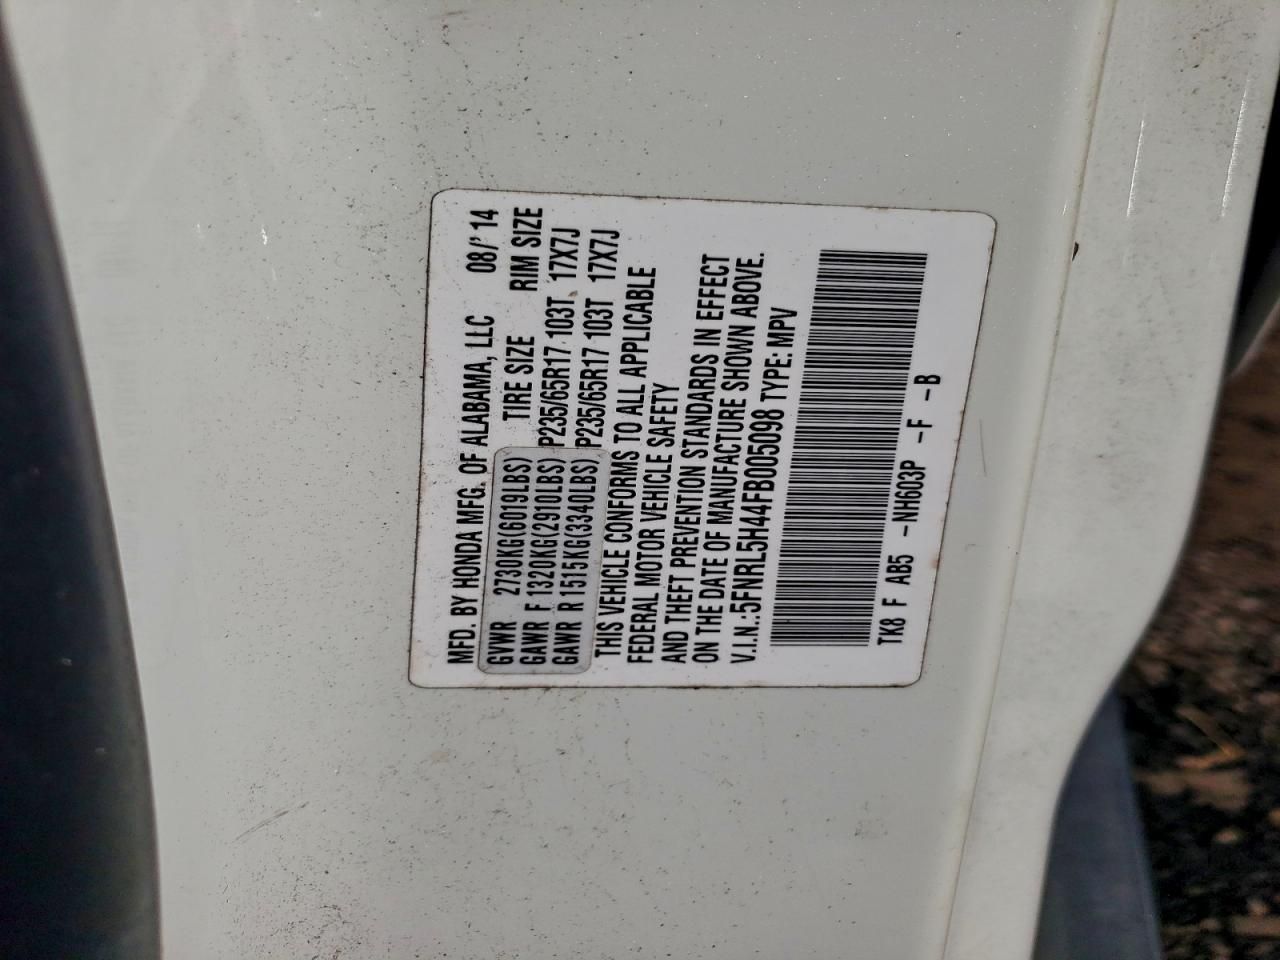 MFD. BY HONDA MFG. OF ALABAMA, LLC 08/'14
GVWR 2730KG(6019LBS) TIRE SIZE RIM SIZE
GAWR F 1320KG(2910LBS) P235/65R17 103T 17X7J
GAWR R 1515KG(3340LBS) P235/65R17 103T 17X7J
THIS VEHICLE CONFORMS TO ALL APPLICABLE
FEDERAL MOTOR VEHICLE SAFETY
AND THEFT PREVENTION STANDARDS IN EFFECT
ON THE DATE OF MANUFACTURE SHOWN ABOVE.
V.I.N.:5FNRL5H44FB005098 TYPE: MPV
TK8 F AB5 -NH603P -F -B